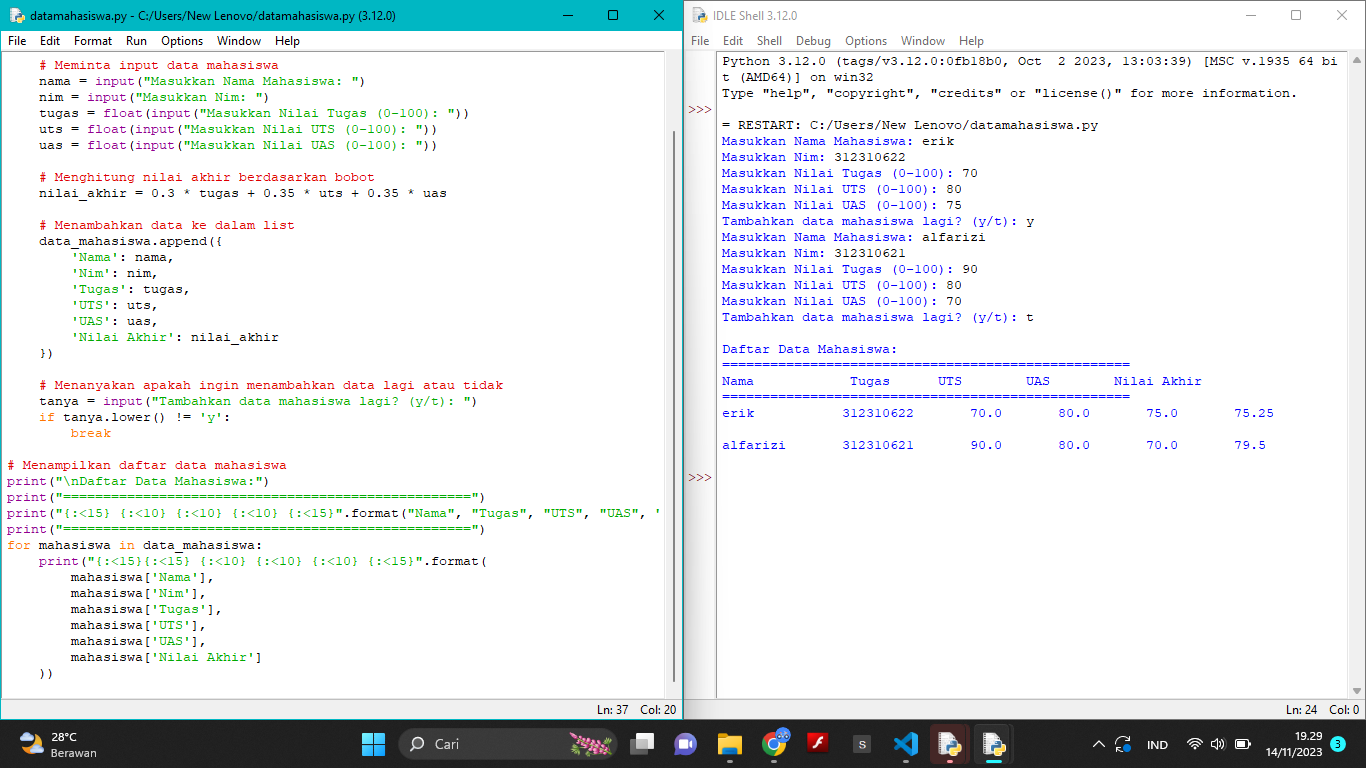 datamahasiswa.py - C:/Users/New Lenovo/datamahasiswa.py (3.12.0)
File Edit Format Run Options Window Help
# Meminta input data mahasiswa
nama = input("Masukkan Nama Mahasiswa: ")
nim = input("Masukkan Nim: ")
tugas = float(input("Masukkan Nilai Tugas (0-100): "))
uts = float(input("Masukkan Nilai UTS (0-100): "))
uas = float(input("Masukkan Nilai UAS (0-100): "))
# Menghitung nilai akhir berdasarkan bobot
nilai_akhir = 0.3 * tugas + 0.35 * uts + 0.35 * uas
# Menambahkan data ke dalam list
data_mahasiswa.append({
'Nama': nama,
'Nim': nim,
'Tugas': tugas,
'UTS': uts,
'UAS': uas,
'Nilai Akhir': nilai_akhir
})
# Menanyakan apakah ingin menambahkan data lagi atau tidak
tanya = input("Tambahkan data mahasiswa lagi? (y/t): ")
if tanya.lower() != 'y':
break
# Menampilkan daftar data mahasiswa
print("\nDaftar Data Mahasiswa:")
print("===================================================")
print("{:<15} {:<10} {:<10} {:<10} {:<15}".format("Nama", "Tugas", "UTS", "UAS", '
print("===================================================")
for mahasiswa in data_mahasiswa:
print("{:<15}{:<15} {:<10} {:<10} {:<10} {:<15}".format(
mahasiswa['Nama'],
mahasiswa['Nim'],
mahasiswa['Tugas'],
mahasiswa['UTS'],
mahasiswa['UAS'],
mahasiswa['Nilai Akhir']
))
Ln: 37 Col: 20
IDLE Shell 3.12.0
File Edit Shell Debug Options Window Help
Python 3.12.0 (tags/v3.12.0:0fb18b0, Oct  2 2023, 13:03:39) [MSC v.1935 64 bi
t (AMD64)] on win32
Type "help", "copyright", "credits" or "license()" for more information.
>>>
= RESTART: C:/Users/New Lenovo/datamahasiswa.py
Masukkan Nama Mahasiswa: erik
Masukkan Nim: 312310622
Masukkan Nilai Tugas (0-100): 70
Masukkan Nilai UTS (0-100): 80
Masukkan Nilai UAS (0-100): 75
Tambahkan data mahasiswa lagi? (y/t): y
Masukkan Nama Mahasiswa: alfarizi
Masukkan Nim: 312310621
Masukkan Nilai Tugas (0-100): 90
Masukkan Nilai UTS (0-100): 80
Masukkan Nilai UAS (0-100): 70
Tambahkan data mahasiswa lagi? (y/t): t
Daftar Data Mahasiswa:
===================================================
Nama Tugas UTS UAS Nilai Akhir
===================================================
erik 312310622 70.0 80.0 75.0 75.25
alfarizi 312310621 90.0 80.0 70.0 79.5
>>>
Ln: 24 Col: 0
28°C
Berawan
Cari
S
IND
19.29
14/11/2023
3